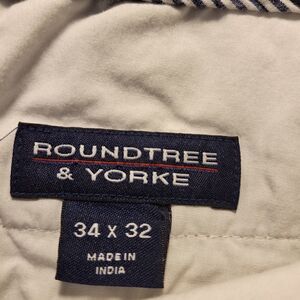 ROUNDTREE
& YORKE
34 x 32
MADE IN
INDIA